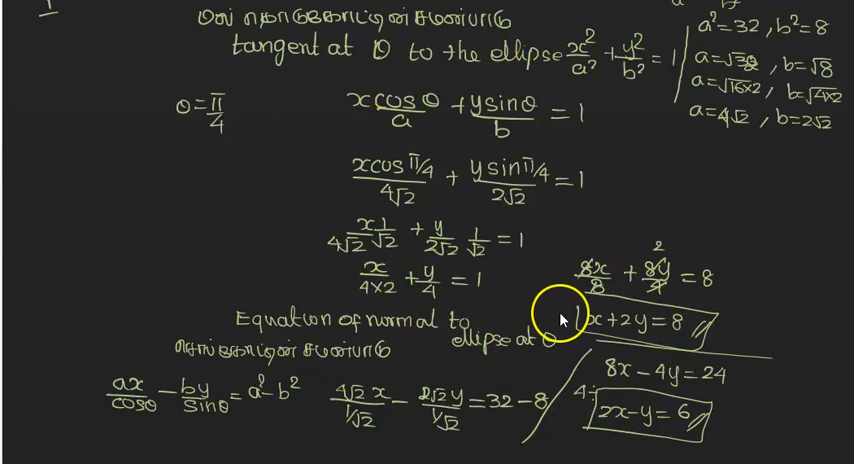 a² = 32 , b² = 8
tangent at θ to the ellipse x²/a² + y²/b² = 1
a = √32 , b = √8
a = √16×2 , b = √4×2
a = 4√2 , b = 2√2
θ = π/4
x cosθ/a + y sinθ/b = 1
x cos π/4/4√2 + y sin π/4/2√2 = 1
x/4√2 1/√2 + y/2√2 1/√2 = 1
x/4×2 + y/4 = 1
8x/8 + 8y/4 = 8
2
x + 2y = 8
Equation of normal to
ellipse at θ
செங்கோட்டின் சமன்பாடு
ax/cosθ - by/sinθ = a² - b²
4√2 x/1/√2 - 2√2 y/1/√2 = 32 - 8
8x - 4y = 24
4÷
2x - y = 6